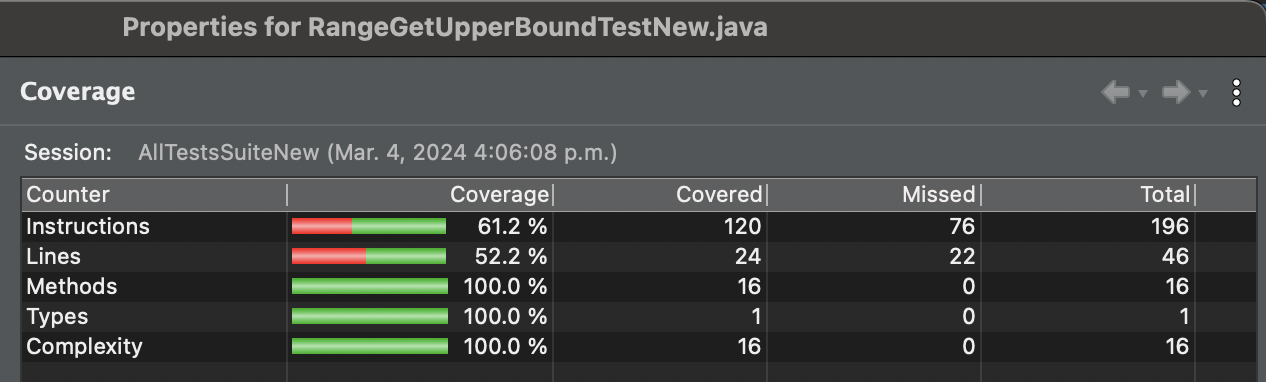 Properties for RangeGetUpperBoundTestNew.java
Coverage
Session: AllTestsSuiteNew (Mar. 4, 2024 4:06:08 p.m.)
Counter Coverage Covered Missed Total
Instructions 61.2 % 120 76 196
Lines 52.2 % 24 22 46
Methods 100.0 % 16 0 16
Types 100.0 % 1 0 1
Complexity 100.0 % 16 0 16